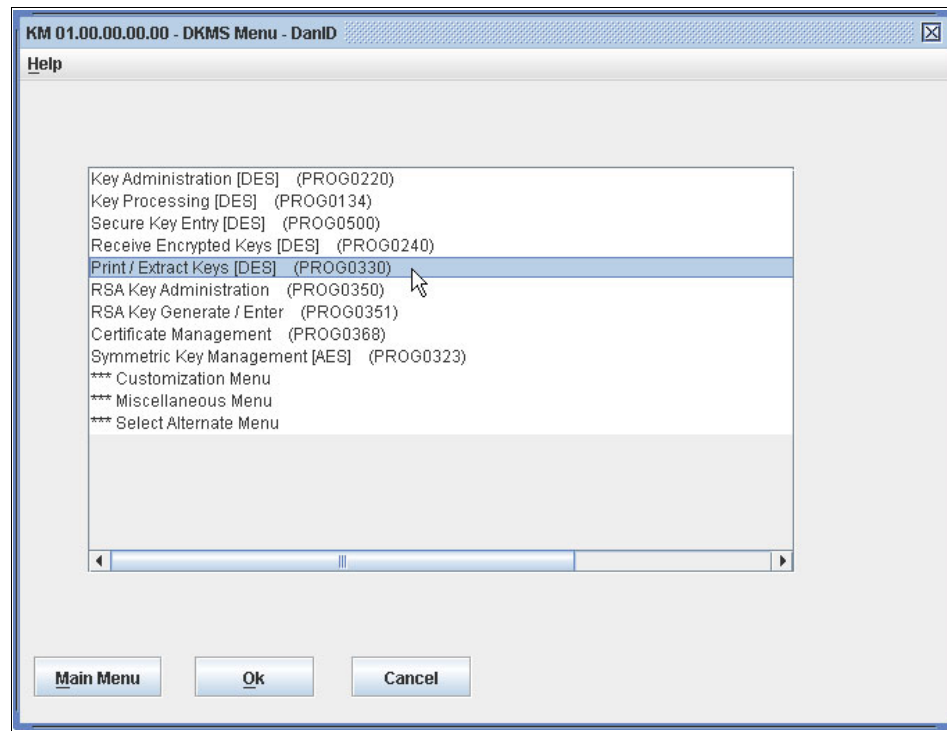 KM 01.00.00.00.00 - DKMS Menu - DanID
Help
Key Administration [DES] (PROG0220)
Key Processing [DES] (PROG0134)
Secure Key Entry [DES] (PROG0500)
Receive Encrypted Keys [DES] (PROG0240)
Print / Extract Keys [DES] (PROG0330)
RSA Key Administration (PROG0350)
RSA Key Generate / Enter (PROG0351)
Certificate Management (PROG0368)
Symmetric Key Management [AES] (PROG0323)
*** Customization Menu
*** Miscellaneous Menu
*** Select Alternate Menu
Main Menu Ok Cancel